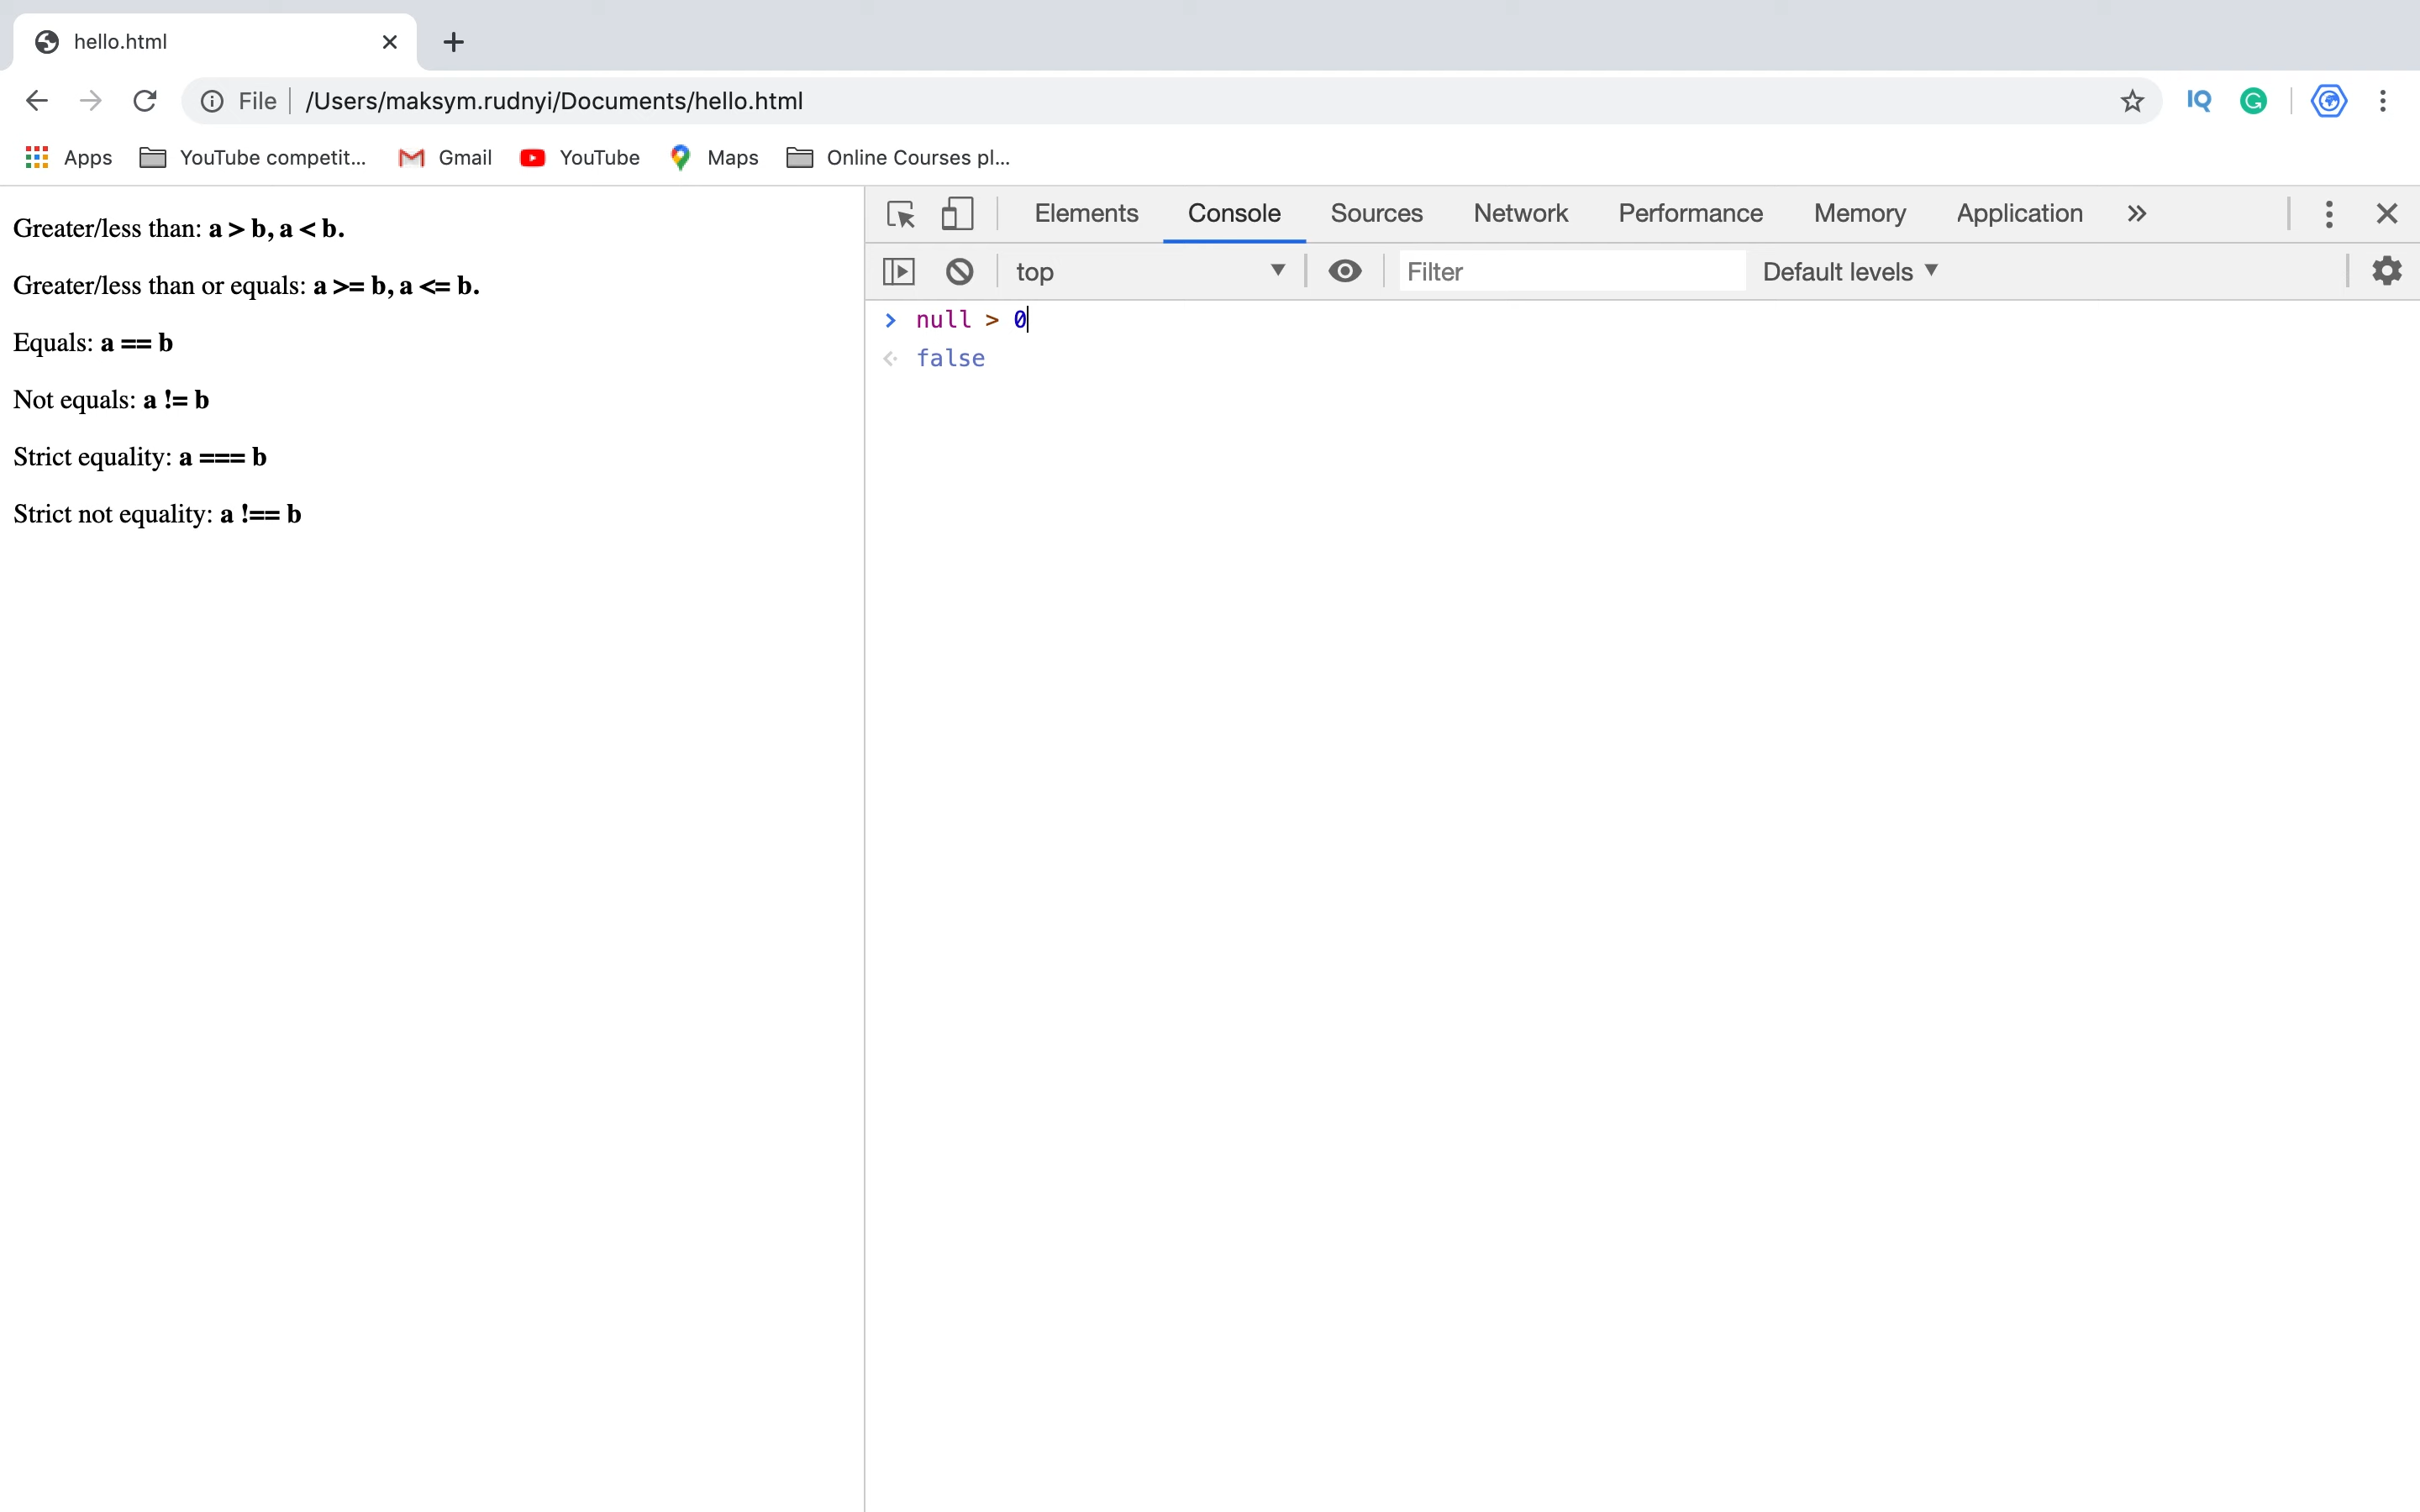 hello.html
File /Users/maksym.rudnyi/Documents/hello.html
IQ
Apps YouTube competit... Gmail YouTube Maps Online Courses pl...
Elements Console Sources Network Performance Memory Application
top Filter Default levels
Greater/less than: a > b, a < b.
Greater/less than or equals: a >= b, a <= b.
Equals: a == b
Not equals: a != b
Strict equality: a === b
Strict not equality: a !== b
null > 0
false